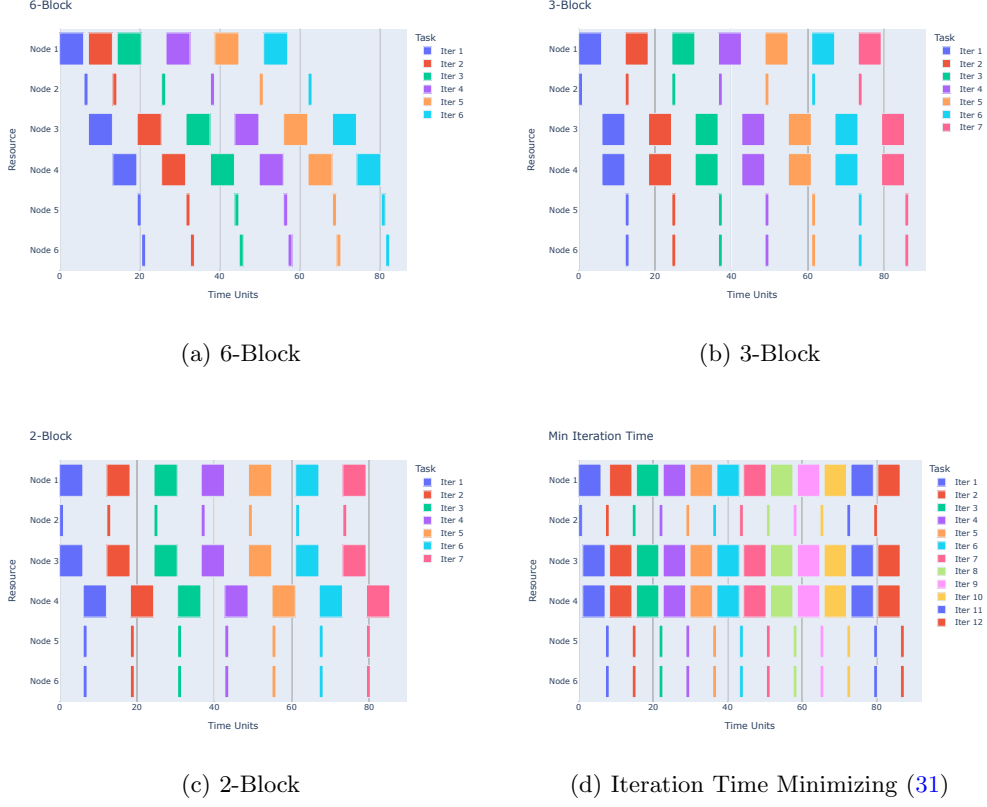 6-Block
Task
Iter 1
Iter 2
Iter 3
Iter 4
Iter 5
Iter 6
Resource
Node 1
Node 2
Node 3
Node 4
Node 5
Node 6
0 20 40 60 80
Time Units
(a) 6-Block
3-Block
Task
Iter 1
Iter 2
Iter 3
Iter 4
Iter 5
Iter 6
Iter 7
Resource
Node 1
Node 2
Node 3
Node 4
Node 5
Node 6
0 20 40 60 80
Time Units
(b) 3-Block
2-Block
Task
Iter 1
Iter 2
Iter 3
Iter 4
Iter 5
Iter 6
Iter 7
Resource
Node 1
Node 2
Node 3
Node 4
Node 5
Node 6
0 20 40 60 80
Time Units
(c) 2-Block
Min Iteration Time
Task
Iter 1
Iter 2
Iter 3
Iter 4
Iter 5
Iter 6
Iter 7
Iter 8
Iter 9
Iter 10
Iter 11
Iter 12
Resource
Node 1
Node 2
Node 3
Node 4
Node 5
Node 6
0 20 40 60 80
Time Units
(d) Iteration Time Minimizing (31)